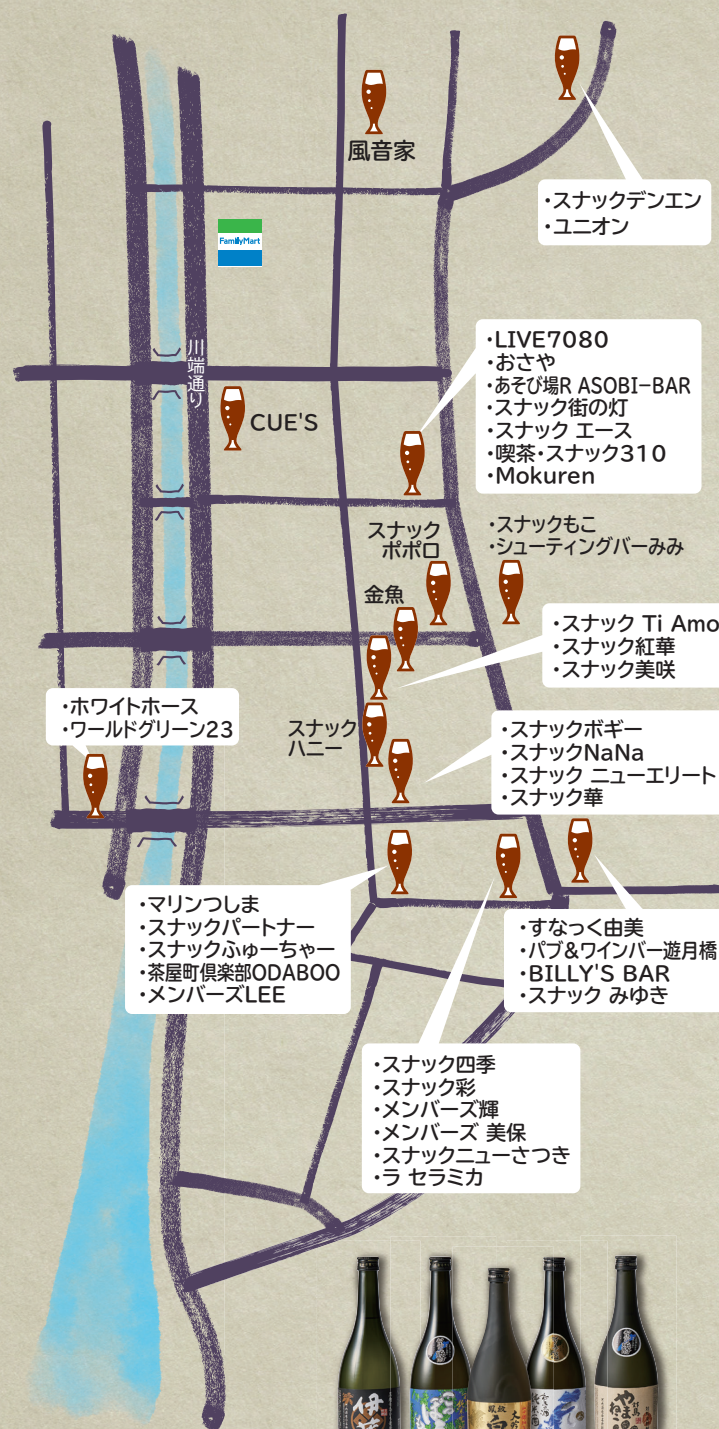 風音家
・スナックデンエン
・ユニオン
FamilyMart
川端通り
・LIVE7080
・おさや
・あそび場R ASOBI-BAR
・スナック街の灯
・スナック エース
・喫茶・スナック310
・Mokuren
CUE'S
スナック
ポポロ
・スナックもこ
・シューティングバーみみ
金魚
・スナック Ti Amo
・スナック紅華
・スナック美咲
・ホワイトホース
・ワールドグリーン23
スナック
ハニー
・スナックボギー
・スナックNaNa
・スナック ニューエリート
・スナック華
・マリンつしま
・スナックパートナー
・スナックふゅーちゃー
・茶屋町倶楽部ODABOO
・メンバーズLEE
・すなっく由美
・パブ&ワインバー遊月橋
・BILLY'S BAR
・スナック みゆき
・スナック四季
・スナック彩
・メンバーズ輝
・メンバーズ 美保
・スナックニューさつき
・ラ セラミカ
対馬
やまねこ